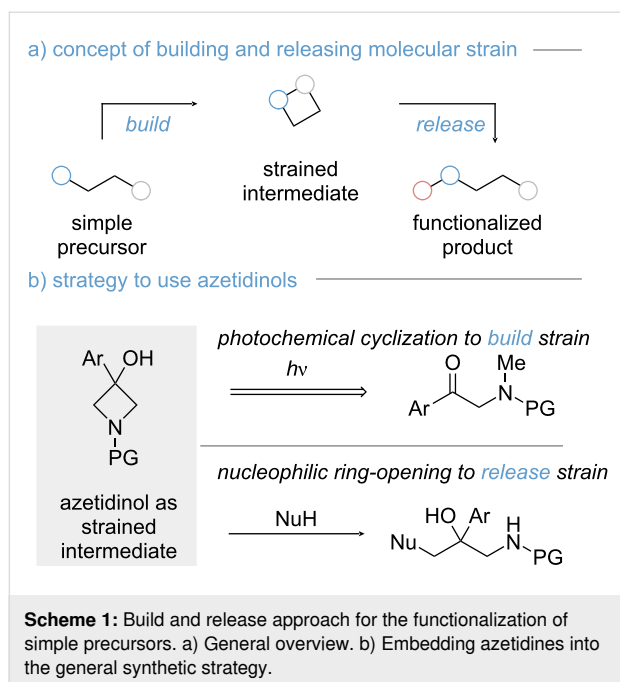 a) concept of building and releasing molecular strain
build
release
simple
precursor
strained
intermediate
functionalized
product
b) strategy to use azetidinols
Ar OH
N
PG
azetidinol as
strained
intermediate
photochemical cyclization to build strain
hν
O
Me
Ar
N
PG
nucleophilic ring-opening to release strain
NuH
HO Ar
H
Nu
N
PG
Scheme 1: Build and release approach for the functionalization of
simple precursors. a) General overview. b) Embedding azetidines into
the general synthetic strategy.